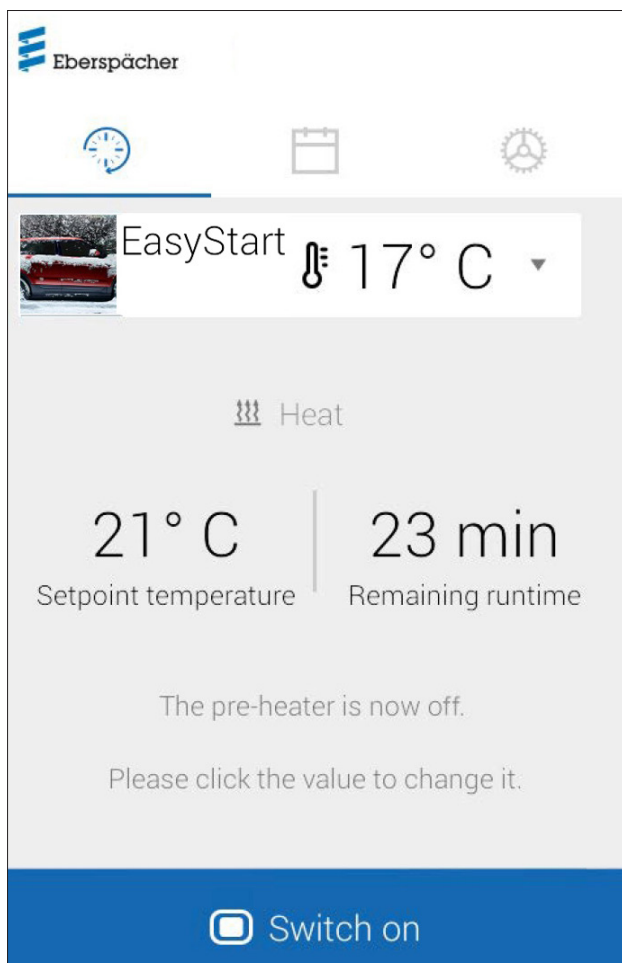 Eberspächer
EasyStart
17° C
Heat
21° C
23 min
Setpoint temperature
Remaining runtime
The pre-heater is now off.
Please click the value to change it.
Switch on